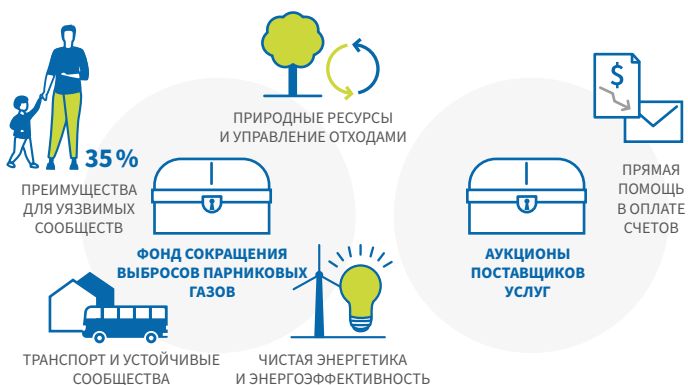 ПРИРОДНЫЕ РЕСУРСЫ
И УПРАВЛЕНИЕ ОТХОДАМИ
35%
ПРЕИМУЩЕСТВА
ДЛЯ УЯЗВИМЫХ
СООБЩЕСТВ
ФОНД СОКРАЩЕНИЯ
ВЫБРОСОВ ПАРНИКОВЫХ
ГАЗОВ
ТРАНСПОРТ И УСТОЙЧИВЫЕ
СООБЩЕСТВА
ЧИСТАЯ ЭНЕРГЕТИКА
И ЭНЕРГОЭФФЕКТИВНОСТЬ
АУКЦИОНЫ
ПОСТАВЩИКОВ
УСЛУГ
$
ПРЯМАЯ
ПОМОЩЬ
В ОПЛАТЕ
СЧЕТОВ